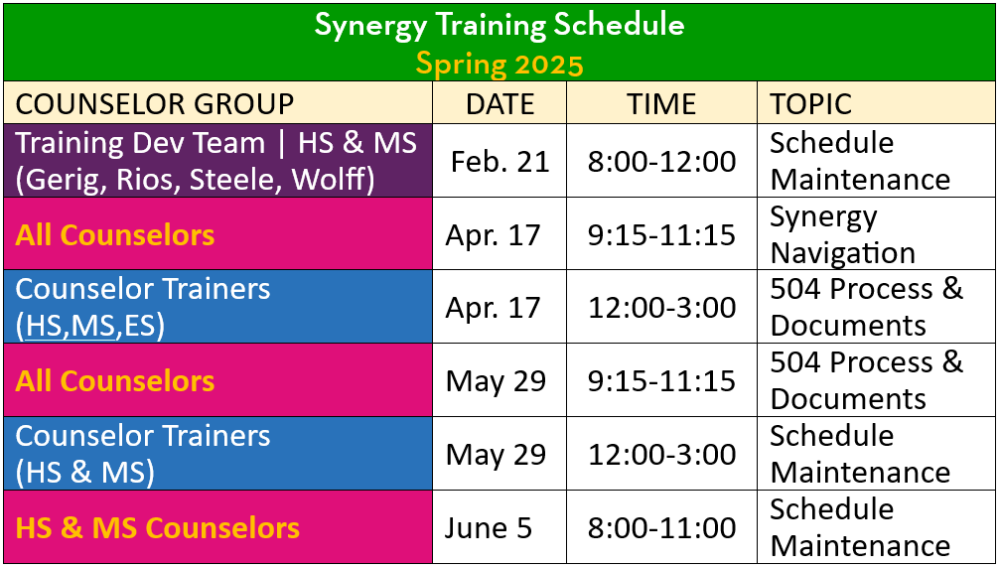 Synergy Training Schedule
Spring 2025
COUNSELOR GROUP DATE TIME TOPIC
Training Dev Team | HS & MS
(Gerig, Rios, Steele, Wolff)
Feb. 21 8:00-12:00
Schedule
Maintenance
All Counselors Apr. 17 9:15-11:15
Synergy
Navigation
Counselor Trainers
(HS,MS,ES)
Apr. 17 12:00-3:00
504 Process &
Documents
All Counselors May 29 9:15-11:15
504 Process &
Documents
Counselor Trainers
(HS & MS)
May 29 12:00-3:00
Schedule
Maintenance
HS & MS Counselors June 5 8:00-11:00
Schedule
Maintenance